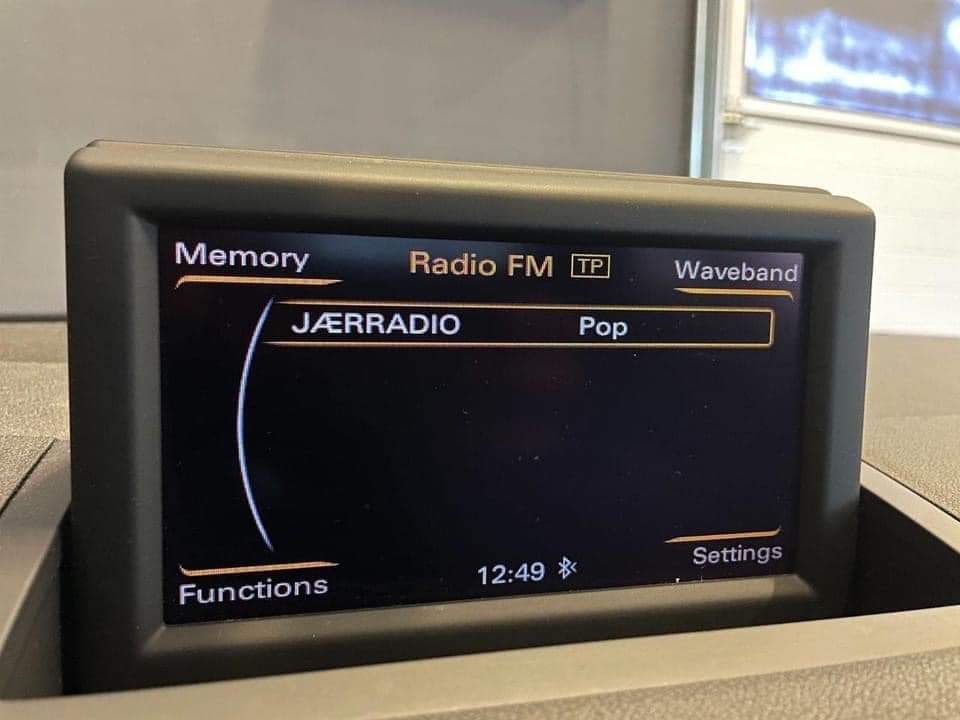 Memory Radio FM TP Waveband
JÆRRADIO Pop
Functions 12:49 Settings